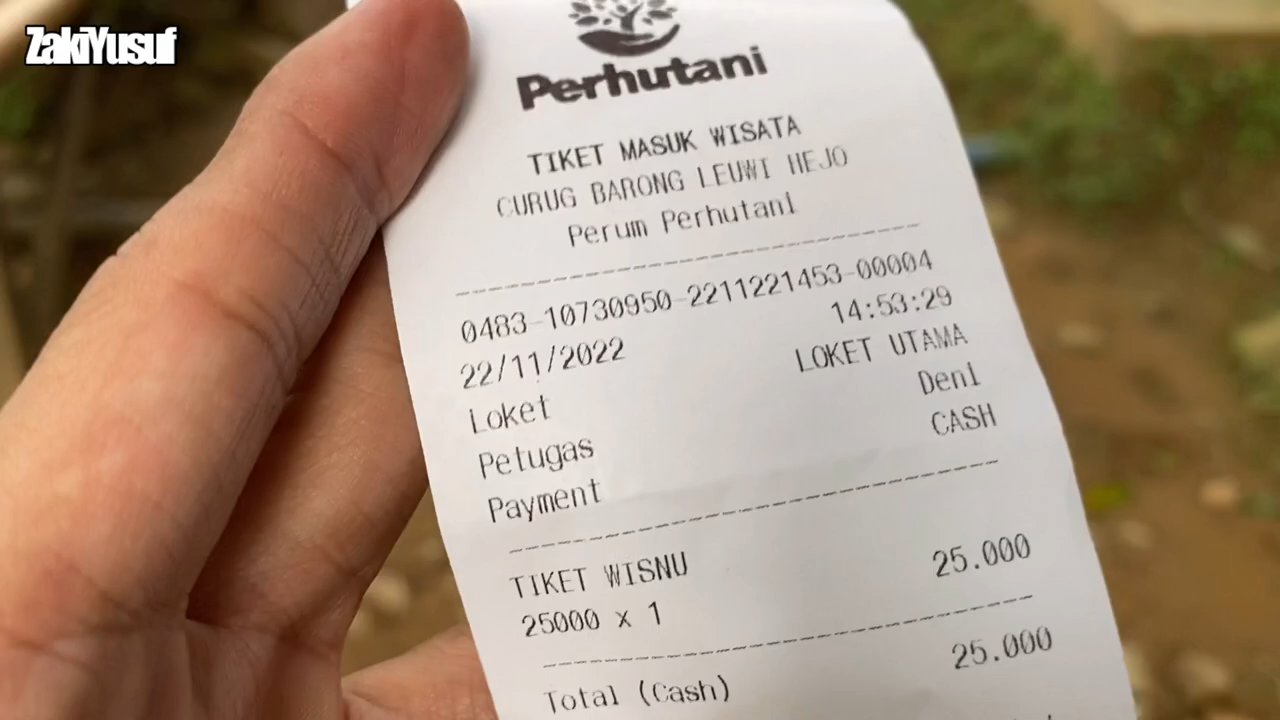 ZakiYusuf
Perhutani
TIKET MASUK WISATA
CURUG BARONG LEUWI HEJO
Perum Perhutani
0483-10730950-2211221453-00004
22/11/2022 14:53:29
Loket LOKET UTAMA
Petugas Deni
Payment CASH
TIKET WISNU
25000 x 1 25.000
Total (Cash) 25.000